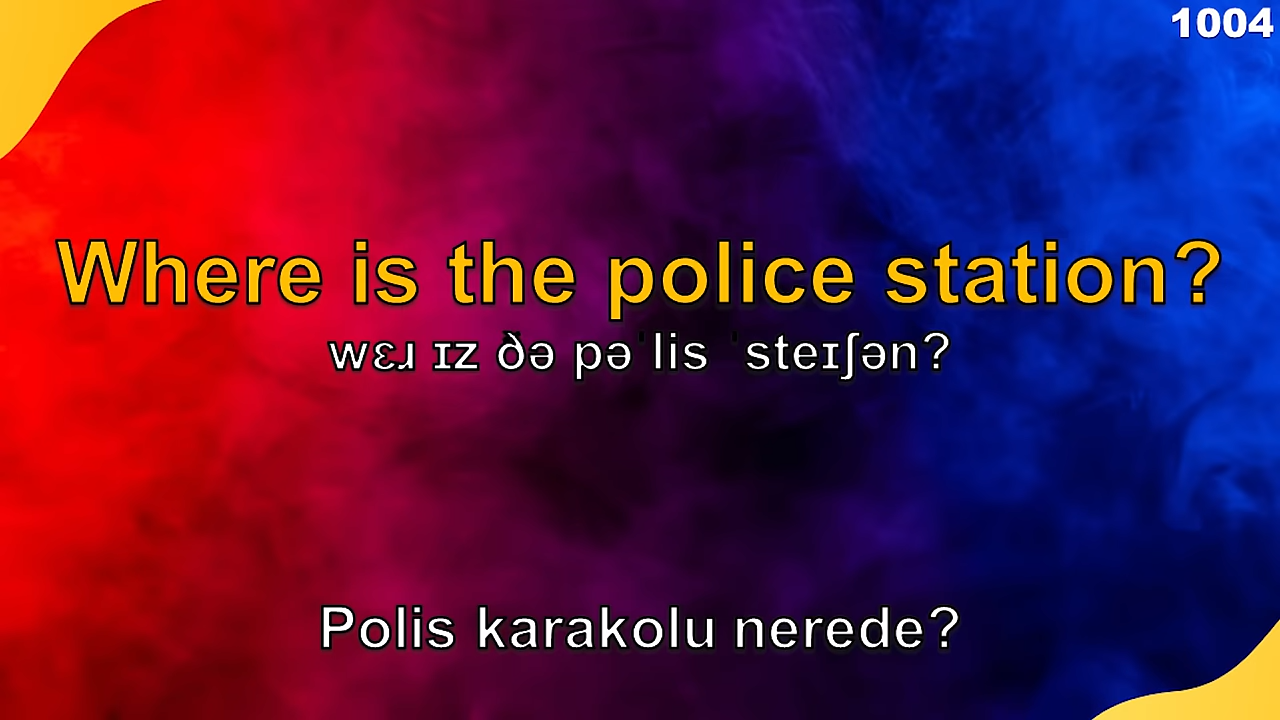 1004
Where is the police station?
wɛɹ ɪz ðə pəˈlis ˈsteɪʃən?
Polis karakolu nerede?